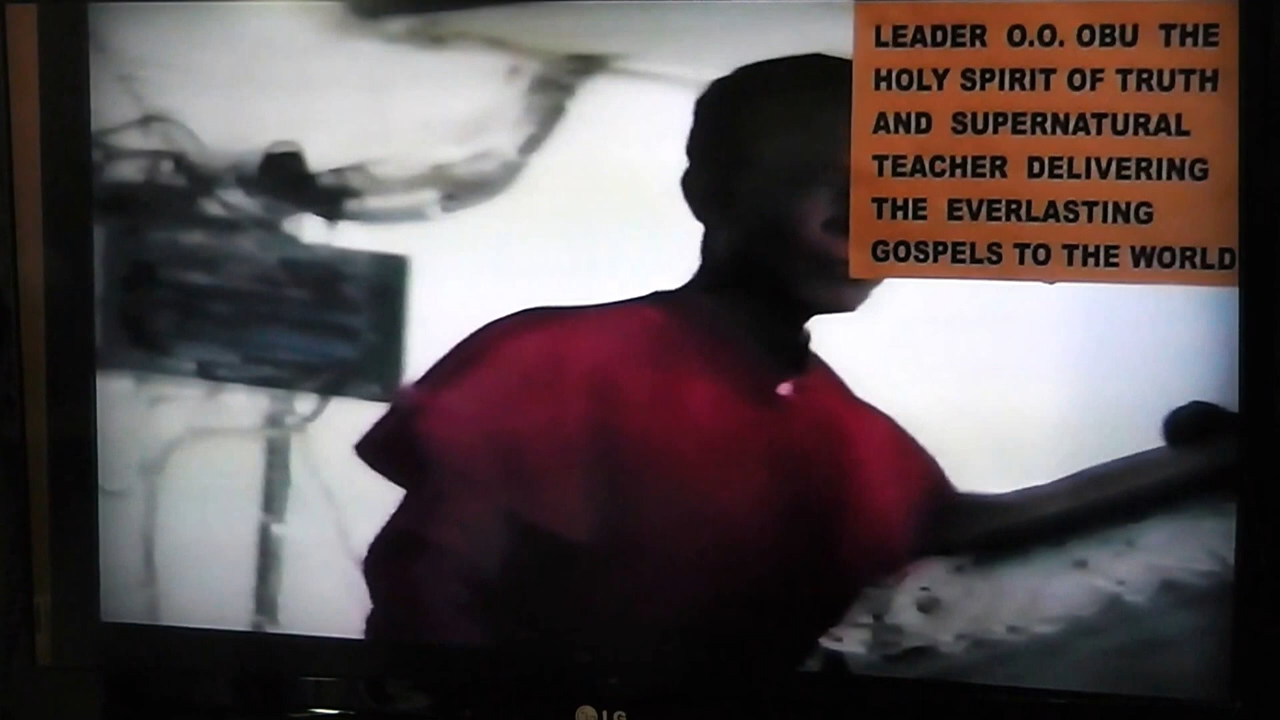 LEADER O.O. OBU THE
HOLY SPIRIT OF TRUTH
AND SUPERNATURAL
TEACHER DELIVERING
THE EVERLASTING
GOSPELS TO THE WORLD
LG